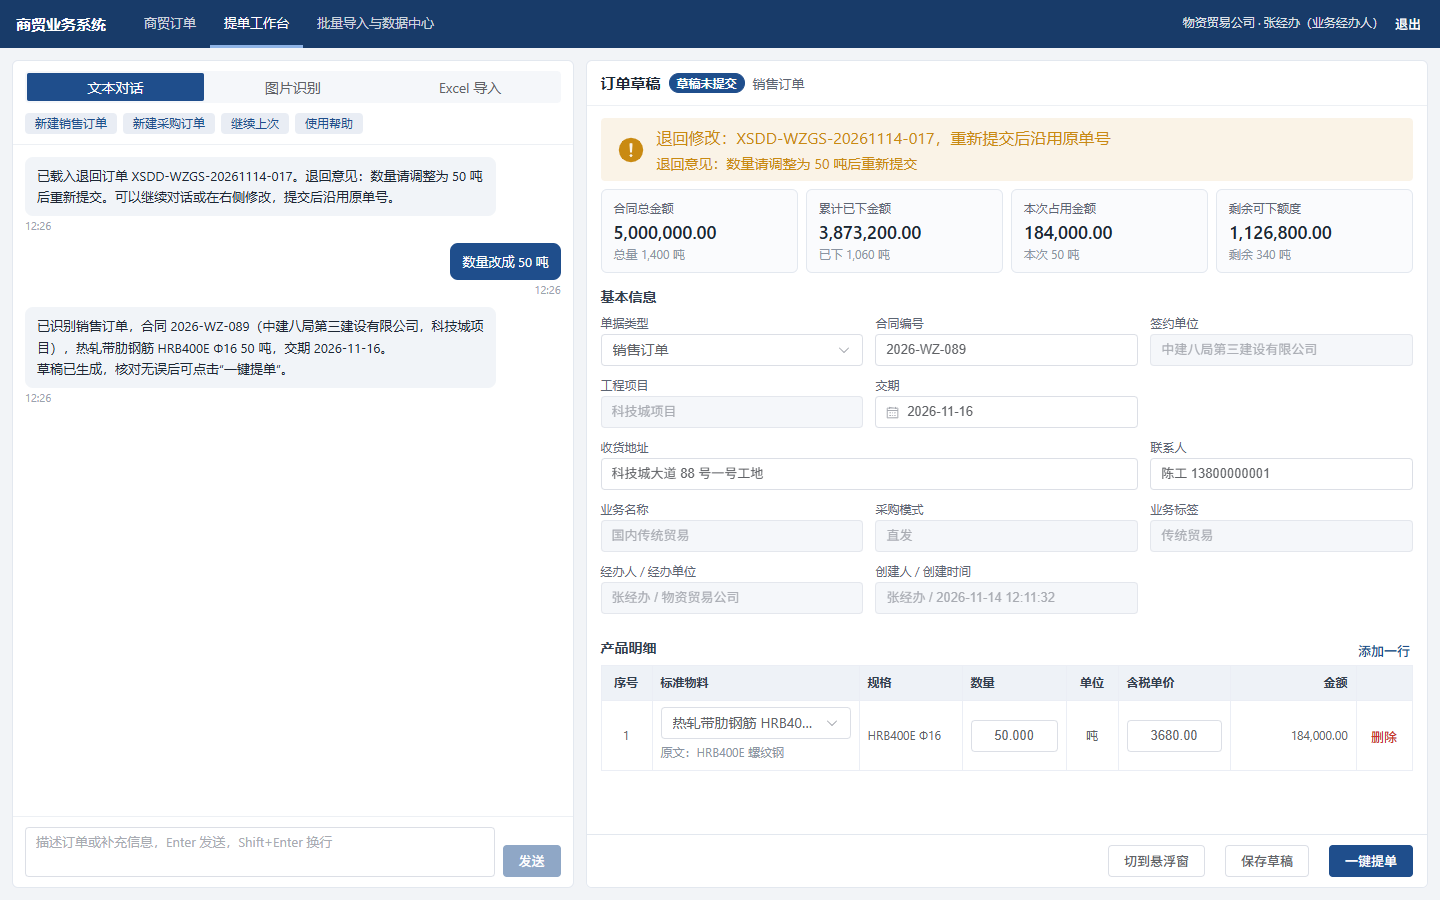 商贸业务系统
商贸订单
提单工作台
批量导入与数据中心
物资贸易公司 · 张经办（业务经办人）
退出
文本对话
图片识别
Excel 导入
新建销售订单
新建采购订单
继续上次
使用帮助
已载入退回订单 XSDD-WZGS-20261114-017。退回意见：数量请调整为 50 吨
后重新提交。可以继续对话或在右侧修改，提交后沿用原单号。
12:26
数量改成 50 吨
12:26
已识别销售订单，合同 2026-WZ-089（中建八局第三建设有限公司，科技城项
目），热轧带肋钢筋 HRB400E Φ16 50 吨，交期 2026-11-16。
草稿已生成，核对无误后可点击“一键提单”。
12:26
描述订单或补充信息，Enter 发送，Shift+Enter 换行
发送
订单草稿
草稿未提交
销售订单
!
退回修改：XSDD-WZGS-20261114-017，重新提交后沿用原单号
退回意见：数量请调整为 50 吨后重新提交
合同总金额
5,000,000.00
总量 1,400 吨
累计已下金额
3,873,200.00
已下 1,060 吨
本次占用金额
184,000.00
本次 50 吨
剩余可下额度
1,126,800.00
剩余 340 吨
基本信息
单据类型
销售订单
合同编号
2026-WZ-089
签约单位
中建八局第三建设有限公司
工程项目
科技城项目
交期
2026-11-16
收货地址
科技城大道 88 号一号工地
联系人
陈工 13800000001
业务名称
国内传统贸易
采购模式
直发
业务标签
传统贸易
经办人 / 经办单位
张经办 / 物资贸易公司
创建人 / 创建时间
张经办 / 2026-11-14 12:11:32
产品明细
添加一行
序号 标准物料 规格 数量 单位 含税单价 金额
1 热轧带肋钢筋 HRB40... HRB400E Φ16 50.000 吨 3680.00 184,000.00 删除
原文：HRB400E 螺纹钢
切到悬浮窗
保存草稿
一键提单